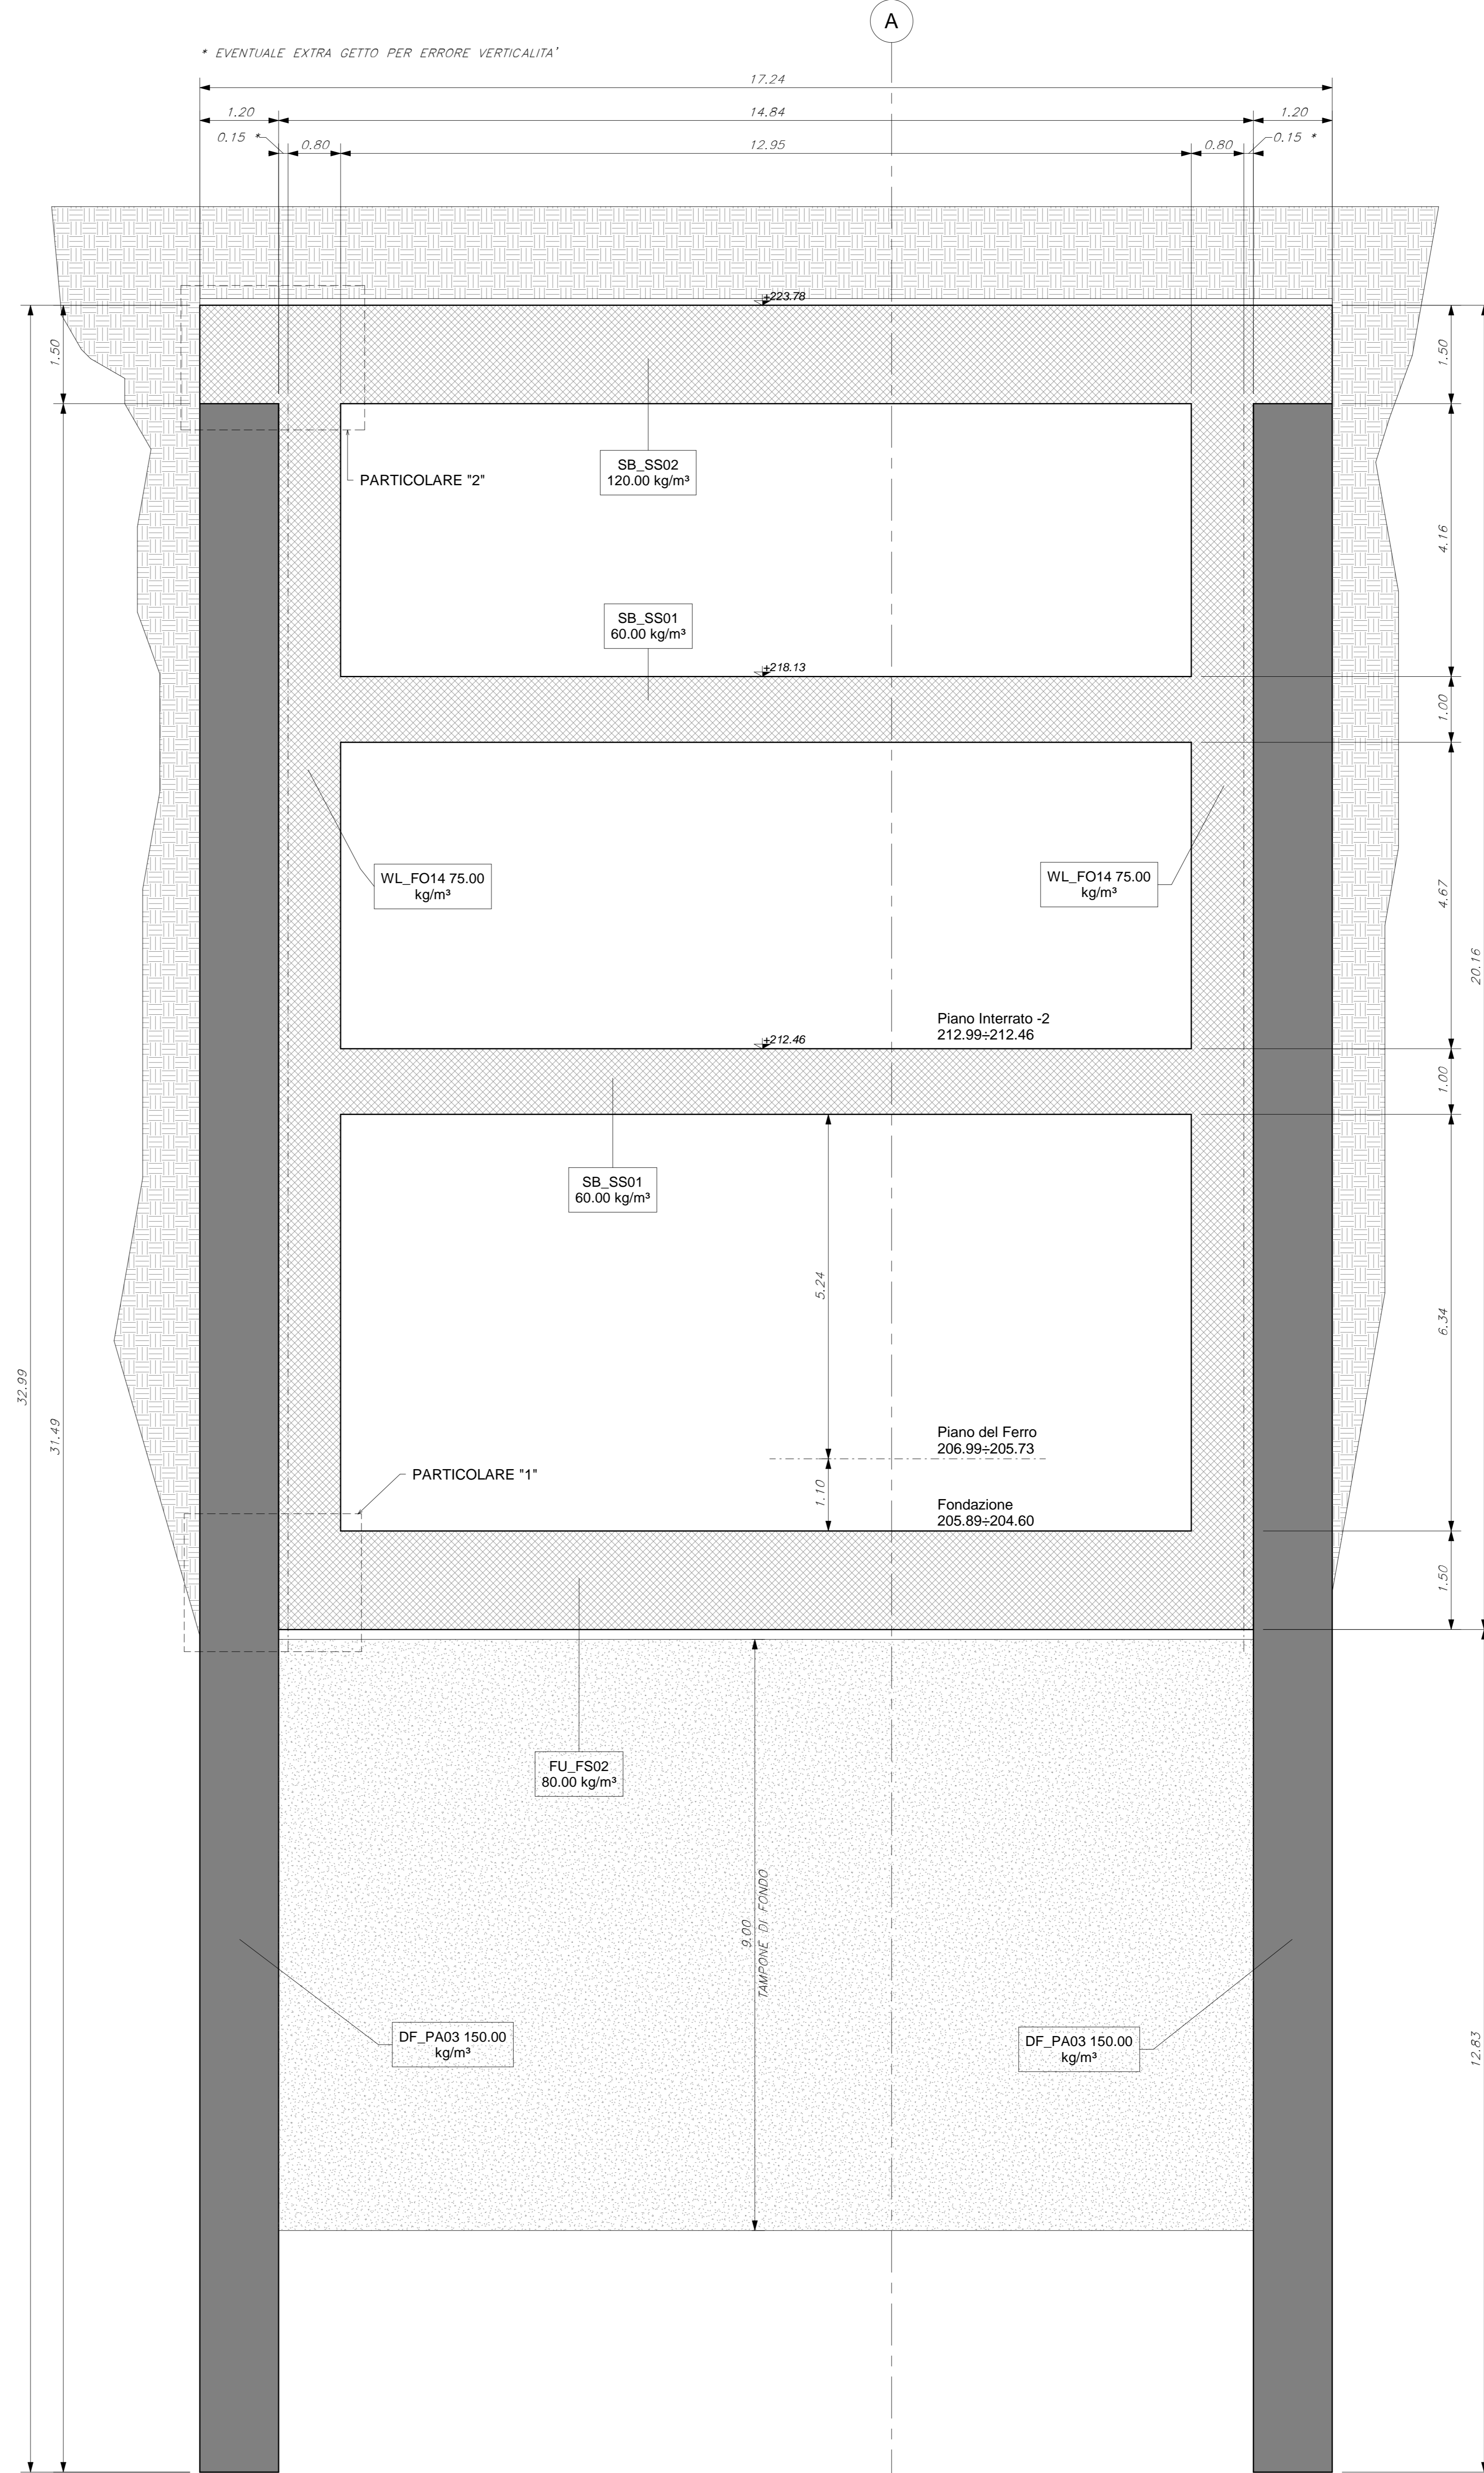 A
* EVENTUALE EXTRA GETTO PER ERRORE VERTICALITA'
17.24
1.20
14.84
1.20
0.15 *
0.80
12.95
0.80
0.15 *
+223.78
1.50
1.50
SB_SS02
120.00 kg/m³
PARTICOLARE "2"
4.16
SB_SS01
60.00 kg/m³
+218.13
1.00
WL_FO14 75.00
kg/m³
WL_FO14 75.00
kg/m³
4.67
20.16
Piano Interrato -2
212.99÷212.46
+212.46
1.00
SB_SS01
60.00 kg/m³
5.24
6.34
32.99
31.49
Piano del Ferro
206.99÷205.73
PARTICOLARE "1"
1.10
Fondazione
205.89÷204.60
1.50
FU_FS02
80.00 kg/m³
9.00
TAMPONE DI FONDO
DF_PA03 150.00
kg/m³
DF_PA03 150.00
kg/m³
12.83